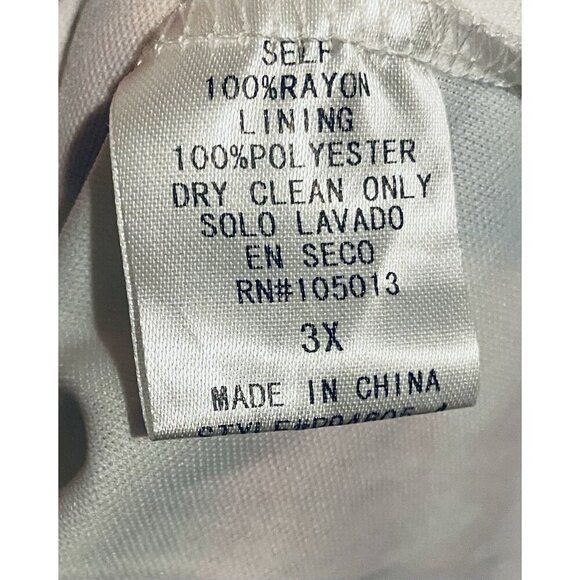 SELF
100%RAYON
LINING
100%POLYESTER
DRY CLEAN ONLY
SOLO LAVADO
EN SECO
RN#105013
3X
MADE IN CHINA